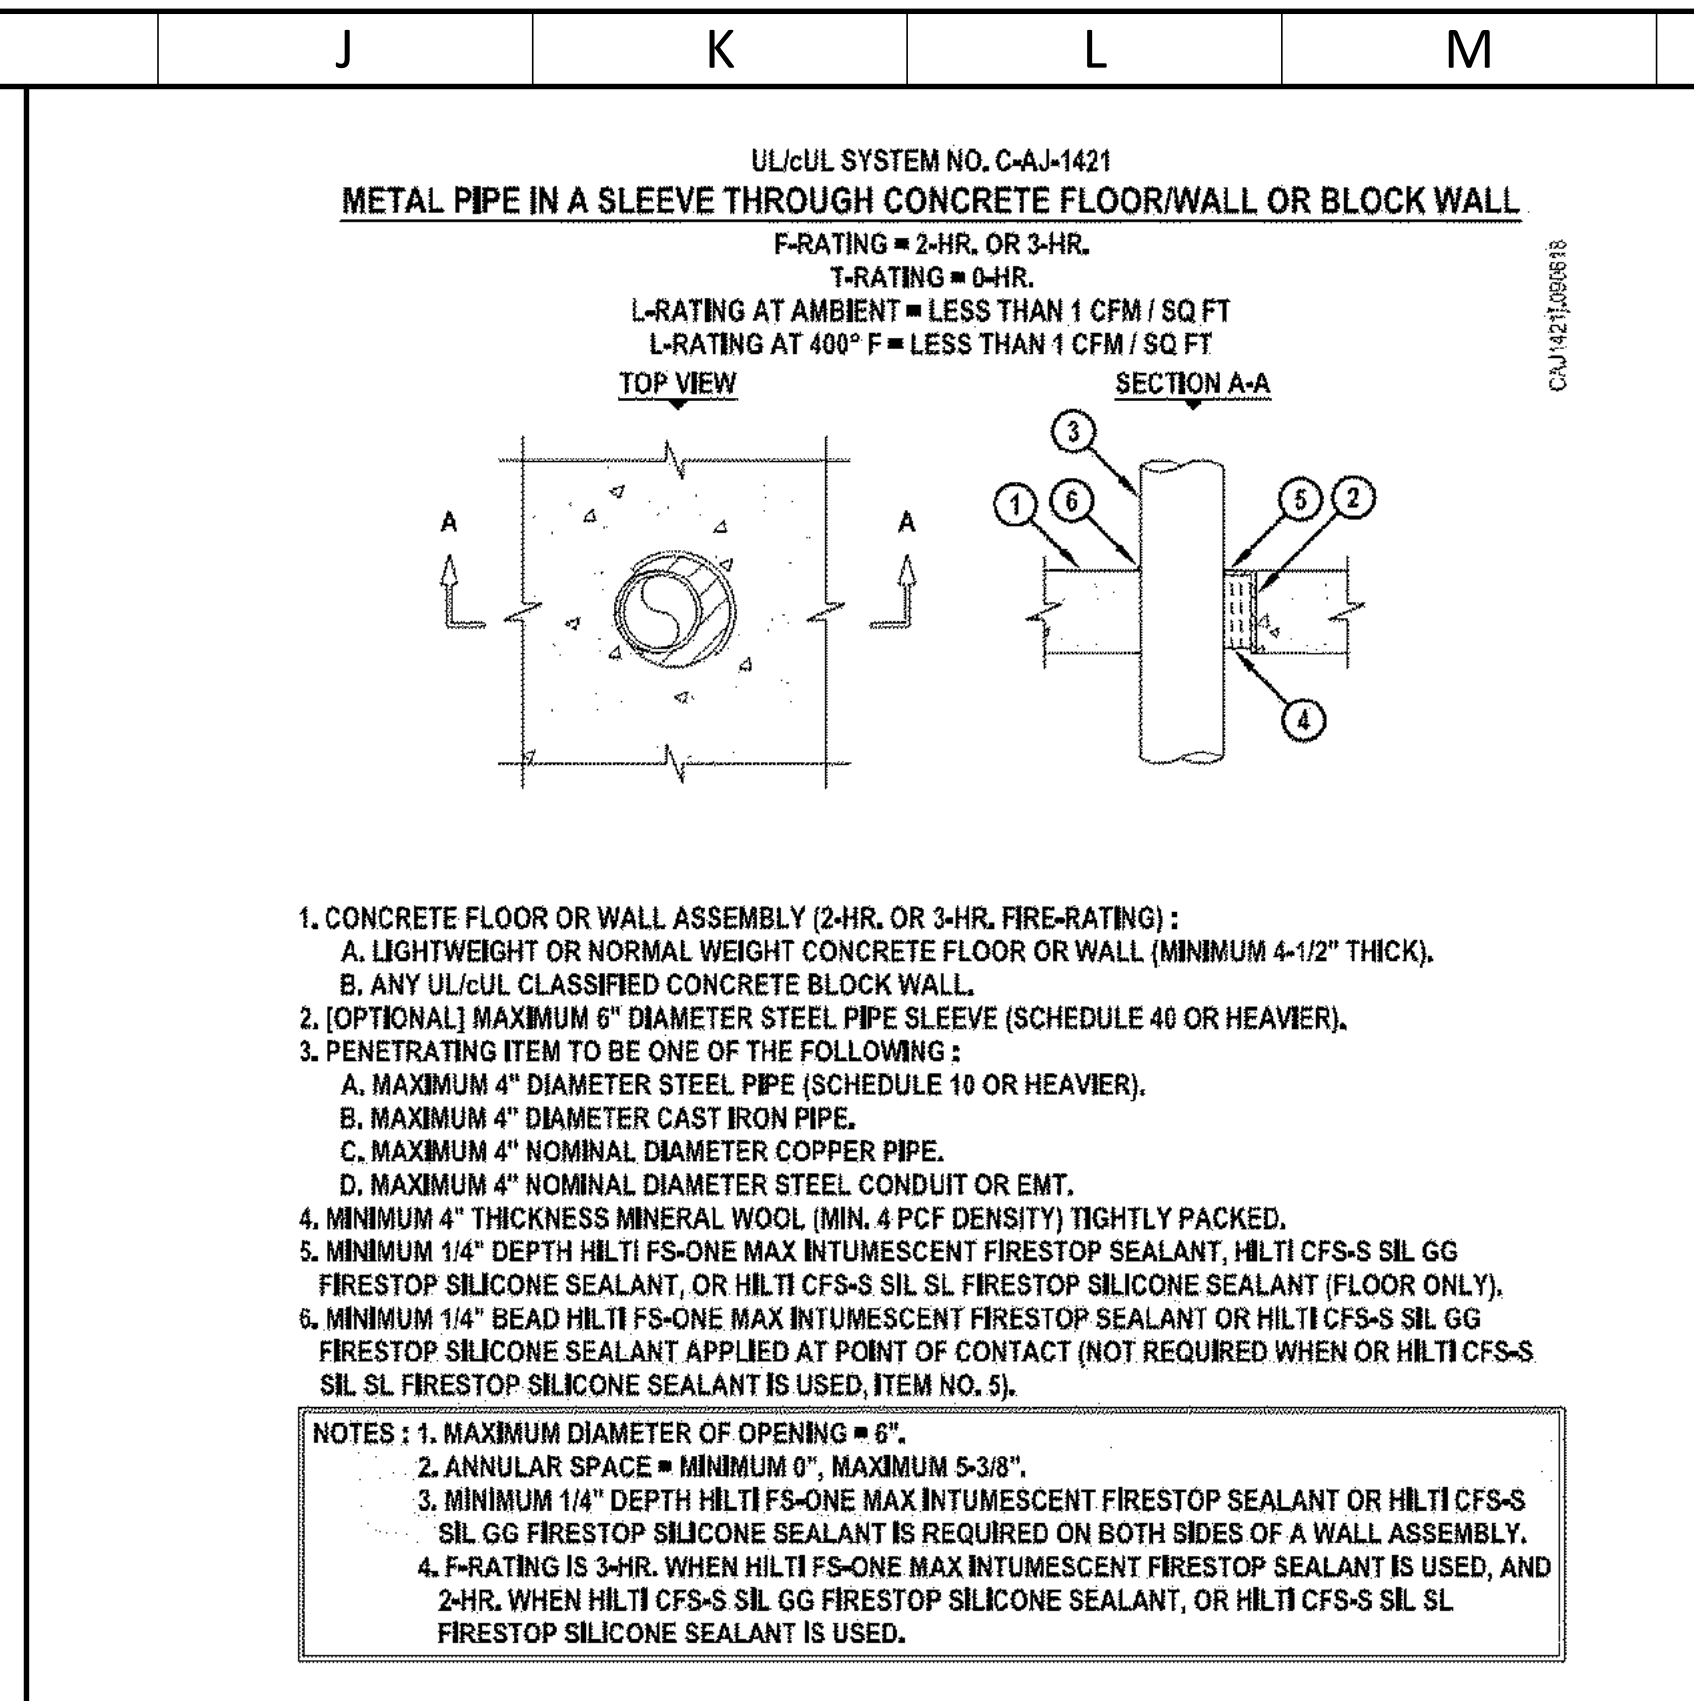 J K L M
UL/cUL SYSTEM NO. C-AJ-1421
METAL PIPE IN A SLEEVE THROUGH CONCRETE FLOOR/WALL OR BLOCK WALL
F-RATING = 2-HR. OR 3-HR.
T-RATING = 0-HR.
L-RATING AT AMBIENT = LESS THAN 1 CFM / SQ FT
L-RATING AT 400° F = LESS THAN 1 CFM / SQ FT
CAJ1421j.090618
TOP VIEW
SECTION A-A
A A
3
1 6 5 2
4
1. CONCRETE FLOOR OR WALL ASSEMBLY (2-HR. OR 3-HR. FIRE-RATING) :
A. LIGHTWEIGHT OR NORMAL WEIGHT CONCRETE FLOOR OR WALL (MINIMUM 4-1/2" THICK).
B. ANY UL/cUL CLASSIFIED CONCRETE BLOCK WALL.
2. [OPTIONAL] MAXIMUM 6" DIAMETER STEEL PIPE SLEEVE (SCHEDULE 40 OR HEAVIER).
3. PENETRATING ITEM TO BE ONE OF THE FOLLOWING :
A. MAXIMUM 4" DIAMETER STEEL PIPE (SCHEDULE 10 OR HEAVIER).
B. MAXIMUM 4" DIAMETER CAST IRON PIPE.
C. MAXIMUM 4" NOMINAL DIAMETER COPPER PIPE.
D. MAXIMUM 4" NOMINAL DIAMETER STEEL CONDUIT OR EMT.
4. MINIMUM 4" THICKNESS MINERAL WOOL (MIN. 4 PCF DENSITY) TIGHTLY PACKED.
5. MINIMUM 1/4" DEPTH HILTI FS-ONE MAX INTUMESCENT FIRESTOP SEALANT, HILTI CFS-S SIL GG
FIRESTOP SILICONE SEALANT, OR HILTI CFS-S SIL SL FIRESTOP SILICONE SEALANT (FLOOR ONLY).
6. MINIMUM 1/4" BEAD HILTI FS-ONE MAX INTUMESCENT FIRESTOP SEALANT OR HILTI CFS-S SIL GG
FIRESTOP SILICONE SEALANT APPLIED AT POINT OF CONTACT (NOT REQUIRED WHEN OR HILTI CFS-S
SIL SL FIRESTOP SILICONE SEALANT IS USED, ITEM NO. 5).
NOTES : 1. MAXIMUM DIAMETER OF OPENING = 6".
2. ANNULAR SPACE = MINIMUM 0", MAXIMUM 5-3/8".
3. MINIMUM 1/4" DEPTH HILTI FS-ONE MAX INTUMESCENT FIRESTOP SEALANT OR HILTI CFS-S
SIL GG FIRESTOP SILICONE SEALANT IS REQUIRED ON BOTH SIDES OF A WALL ASSEMBLY.
4. F-RATING IS 3-HR. WHEN HILTI FS-ONE MAX INTUMESCENT FIRESTOP SEALANT IS USED, AND
2-HR. WHEN HILTI CFS-S SIL GG FIRESTOP SILICONE SEALANT, OR HILTI CFS-S SIL SL
FIRESTOP SILICONE SEALANT IS USED.